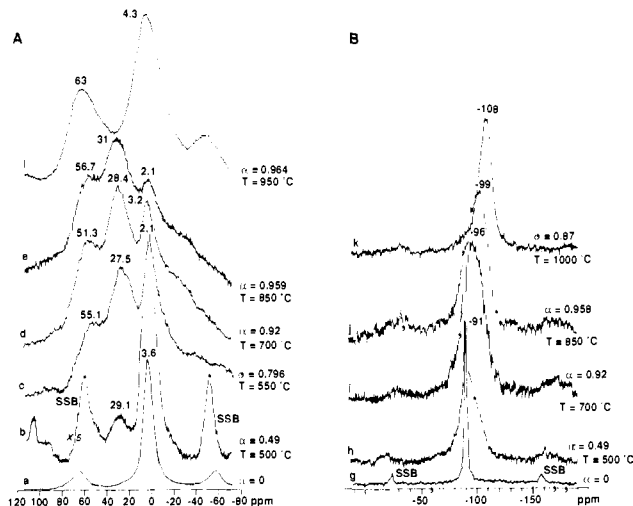 A
4.3
63
31
56.7
28.4
2.1
α = 0.964
T = 950 °C
3.2
51.3
2.1
e
α = 0.959
T = 850 °C
27.5
d
α = 0.92
T = 700 °C
55.1
c
σ = 0.796
T = 550 °C
3.6
SSB
SSB
29.1
b
X 5
α = 0.49
T = 500 °C
a
α = 0
120 100 80 60 40 20 0 -20 -40 -60 -80 ppm
B
-108
-99
-96
k
σ = 0.87
T = 1000 °C
-91
j
α = 0.958
T = 850 °C
i
α = 0.92
T = 700 °C
h
α = 0.49
T = 500 °C
SSB
SSB
g
α = 0
-50 -100 -150 ppm